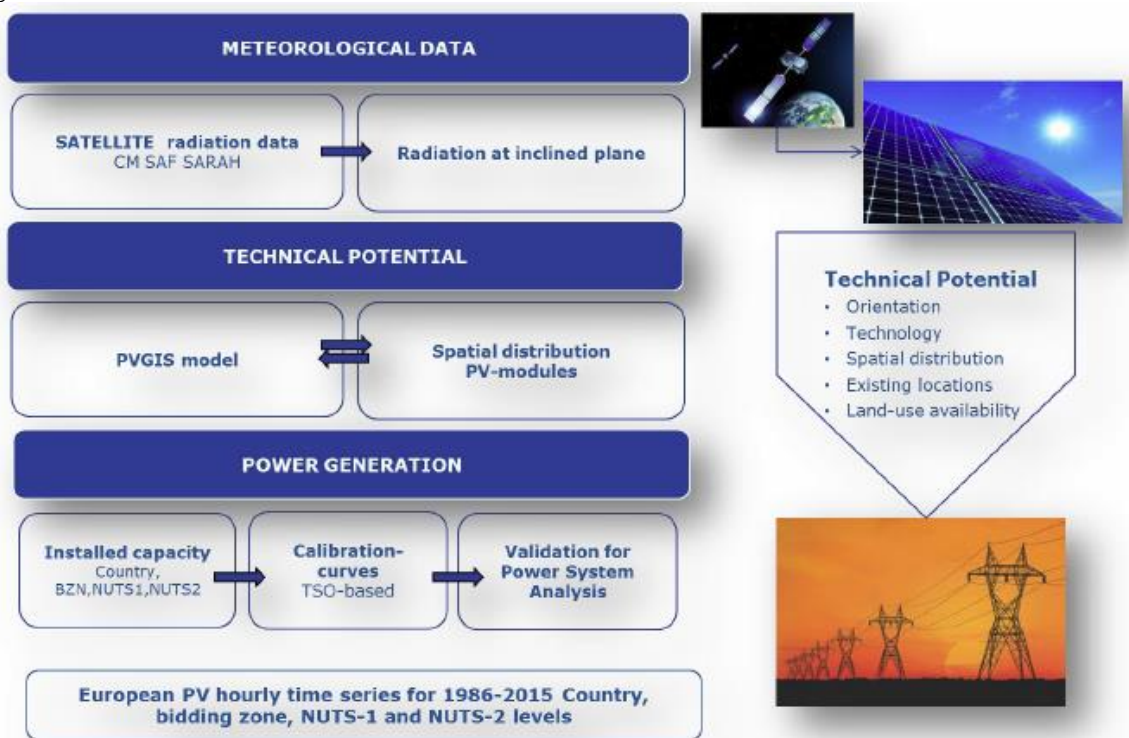 METEOROLOGICAL DATA
SATELLITE radiation data
CM SAF SARAH
Radiation at inclined plane
TECHNICAL POTENTIAL
PVGIS model
Spatial distribution
PV-modules
POWER GENERATION
Installed capacity
Country,
BZN,NUTS1,NUTS2
Calibration-
curves
TSO-based
Validation for
Power System
Analysis
European PV hourly time series for 1986-2015 Country,
bidding zone, NUTS-1 and NUTS-2 levels
Technical Potential
• Orientation
• Technology
• Spatial distribution
• Existing locations
• Land-use availability